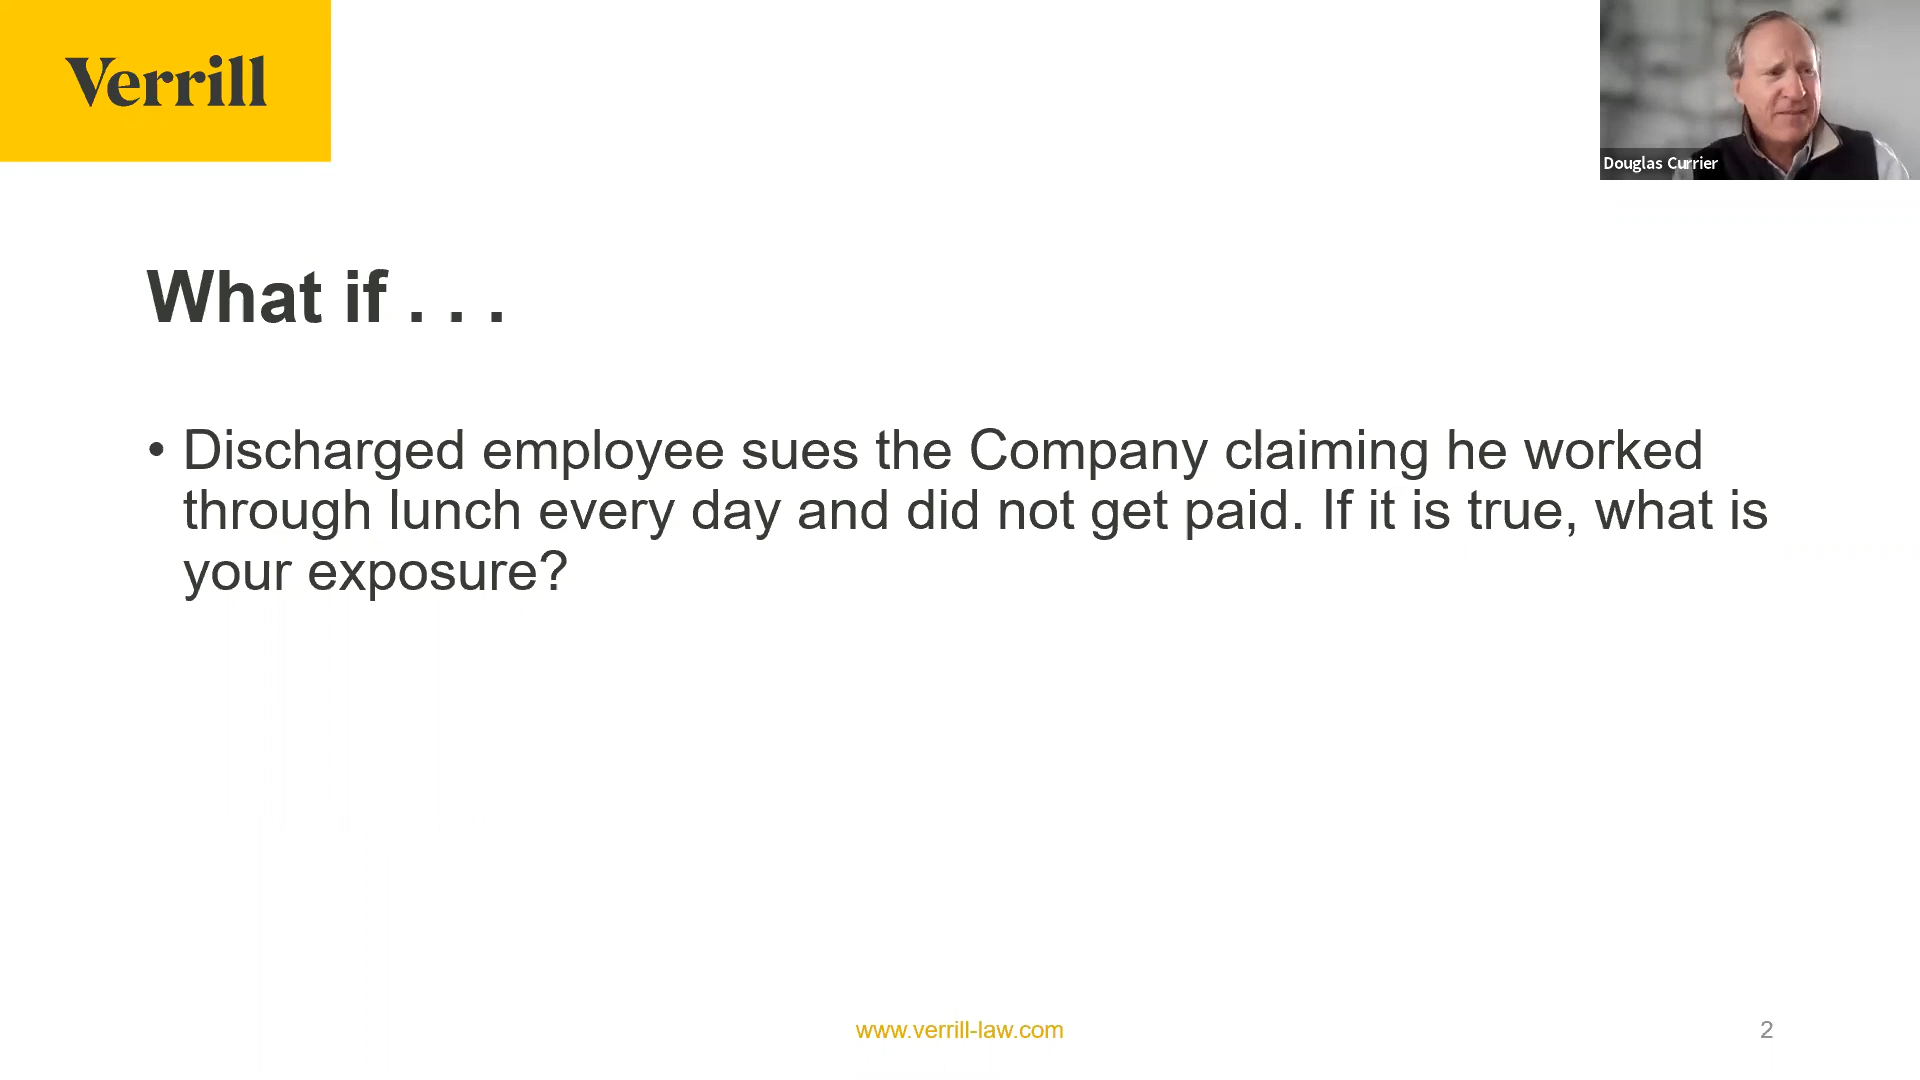 Verrill
Douglas Currier
What if . . .
• Discharged employee sues the Company claiming he worked
through lunch every day and did not get paid. If it is true, what is
your exposure?
www.verrill-law.com
2